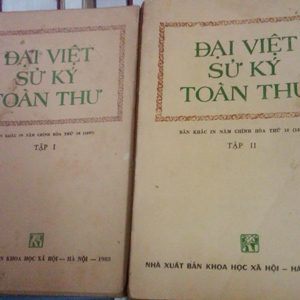 ĐẠI VIỆT
SỬ KÝ
TOÀN THƯ
KHẮC IN NĂM CHÍNH HÒA THỨ 18 (1697)
TẬP I
KHOA HỌC XÃ HỘI — HÀ NỘI — 1983
ĐẠI VIỆT
SỬ KÝ
TOÀN THƯ
BẢN KHẮC IN NĂM CHÍNH HÒA THỨ 18
TẬP II
NHÀ XUẤT BẢN KHOA HỌC XÃ HỘI —